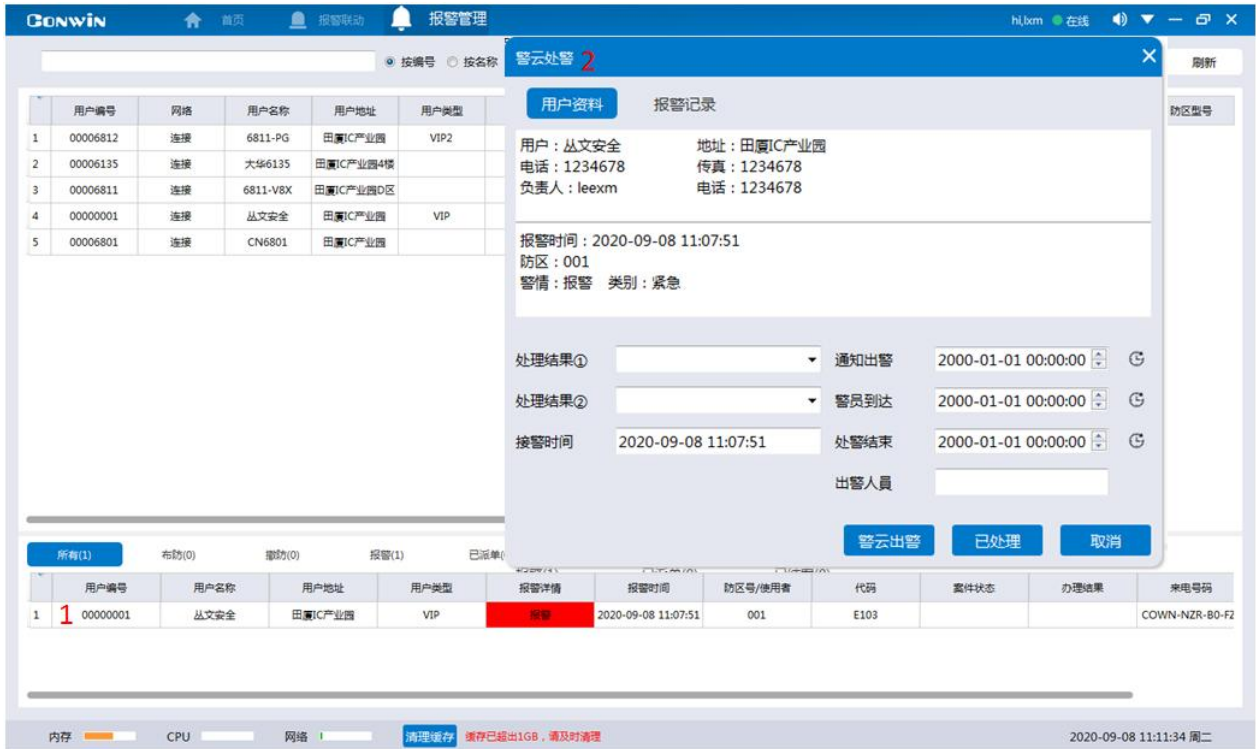 CONWIN 首页 报警联动 报警管理 hi,lxm 在线
按编号 按名称 刷新
警云处警 2
用户资料 报警记录
用户：丛文安全 地址：田厦IC产业园
电话：1234678 传真：1234678
负责人：leexm 电话：1234678
报警时间：2020-09-08 11:07:51
防区：001
警情：报警 类别：紧急
处理结果① 通知出警 2000-01-01 00:00:00
处理结果② 警员到达 2000-01-01 00:00:00
接警时间 2020-09-08 11:07:51 处警结束 2000-01-01 00:00:00
出警人员
警云出警 已处理 取消
用户编号 网络 用户名称 用户地址 用户类型 防区型号
1 00006812 连接 6811-PG 田厦IC产业园 VIP2
2 00006135 连接 大华6135 田厦IC产业园4楼
3 00006811 连接 6811-V8X 田厦IC产业园D区
4 00000001 连接 丛文安全 田厦IC产业园 VIP
5 00006801 连接 CN6801 田厦IC产业园
所有(1) 布防(0) 撤防(0) 报警(1) 已派单(
用户编号 用户名称 用户地址 用户类型 报警详情 报警时间 防区号/使用者 代码 案件状态 办理结果 来电号码
1 1 00000001 丛文安全 田厦IC产业园 VIP 报警 2020-09-08 11:07:51 001 E103 COWN-NZR-B0-FZ
内存 CPU 网络 清理缓存 缓存已超出1GB，请及时清理 2020-09-08 11:11:34 周二